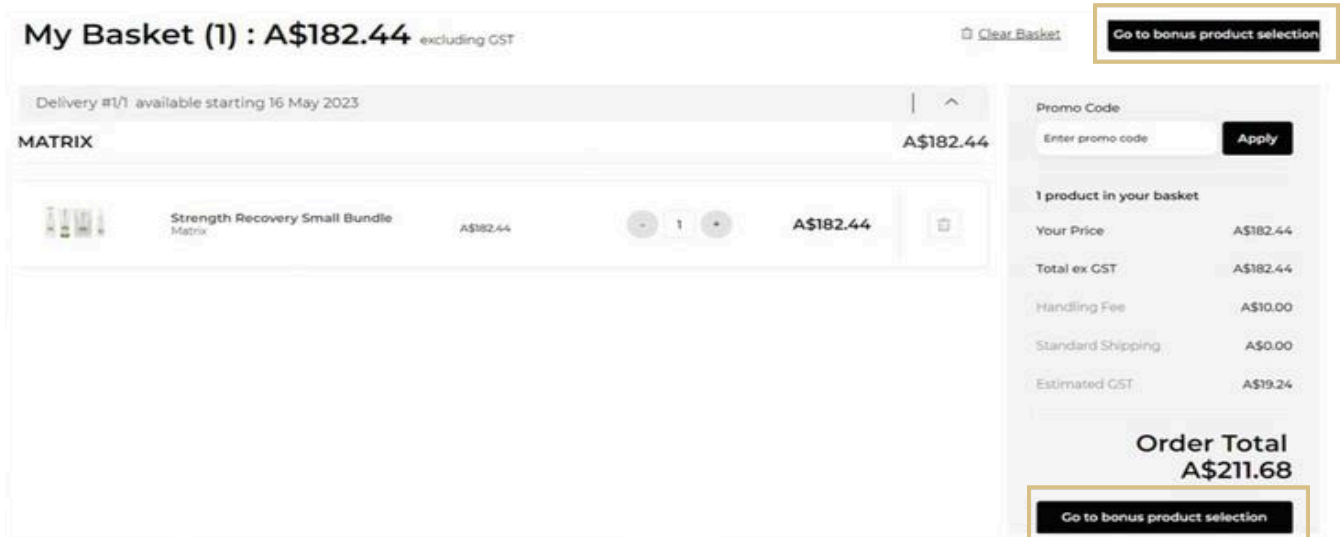 My Basket (1) : A$182.44 excluding GST
Clear Basket
Go to bonus product selection
Delivery #1/1 available starting 16 May 2023
MATRIX A$182.44
Strength Recovery Small Bundle
Matrix
A$182.44
- 1 +
A$182.44
Promo Code
Enter promo code Apply
1 product in your basket
Your Price A$182.44
Total ex GST A$182.44
Handling Fee A$10.00
Standard Shipping A$0.00
Estimated GST A$19.24
Order Total
A$211.68
Go to bonus product selection